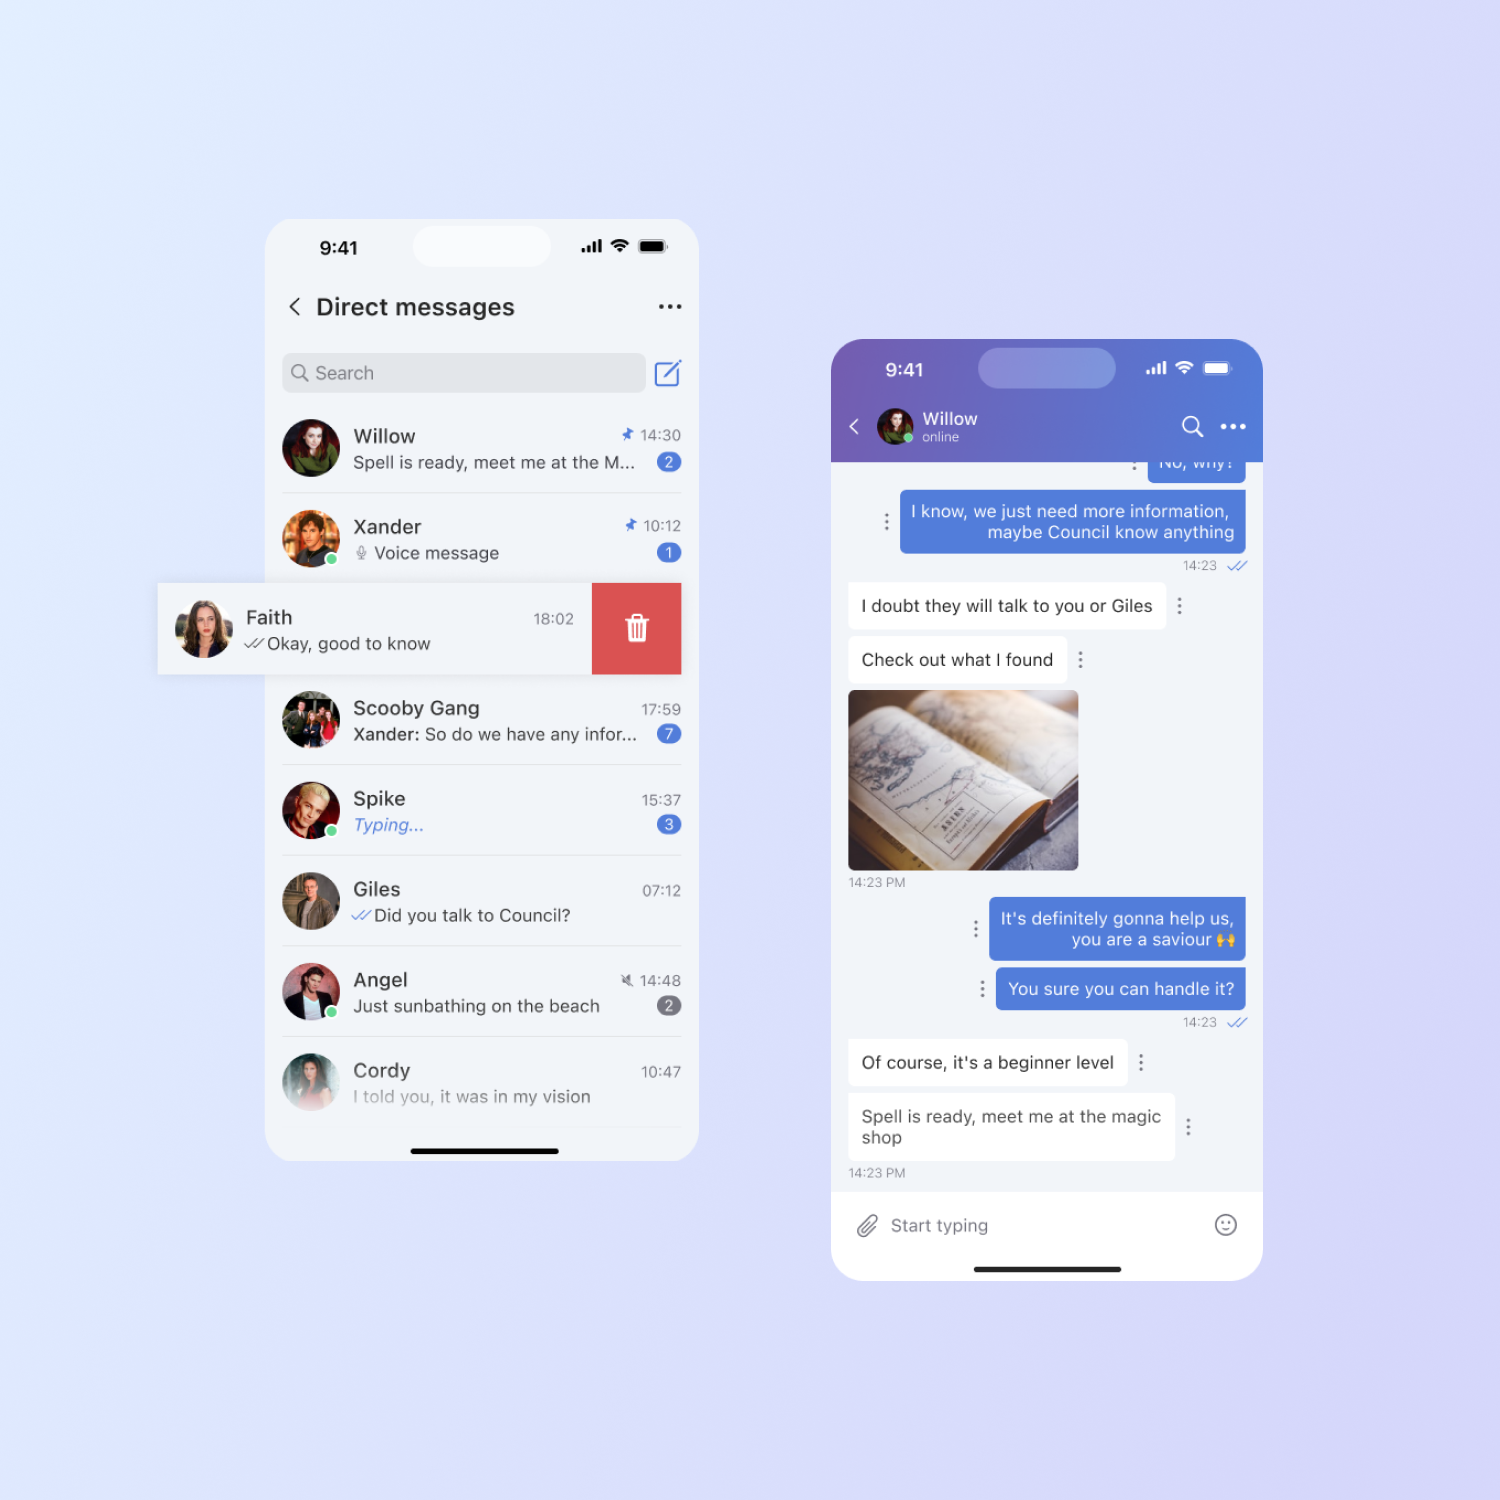 9:41
Direct messages
Search
Willow
14:30
Spell is ready, meet me at the M...
2
Xander
10:12
Voice message
1
Faith
18:02
Okay, good to know
Scooby Gang
17:59
Xander: So do we have any infor...
7
Spike
15:37
Typing...
3
Giles
07:12
Did you talk to Council?
Angel
14:48
Just sunbathing on the beach
2
Cordy
10:47
I told you, it was in my vision
9:41
Willow
online
No, why?
I know, we just need more information,
maybe Council know anything
14:23
I doubt they will talk to you or Giles
Check out what I found
ASIEN
14:23 PM
It's definitely gonna help us,
you are a saviour 🙌
You sure you can handle it?
14:23
Of course, it's a beginner level
Spell is ready, meet me at the magic
shop
14:23 PM
Start typing